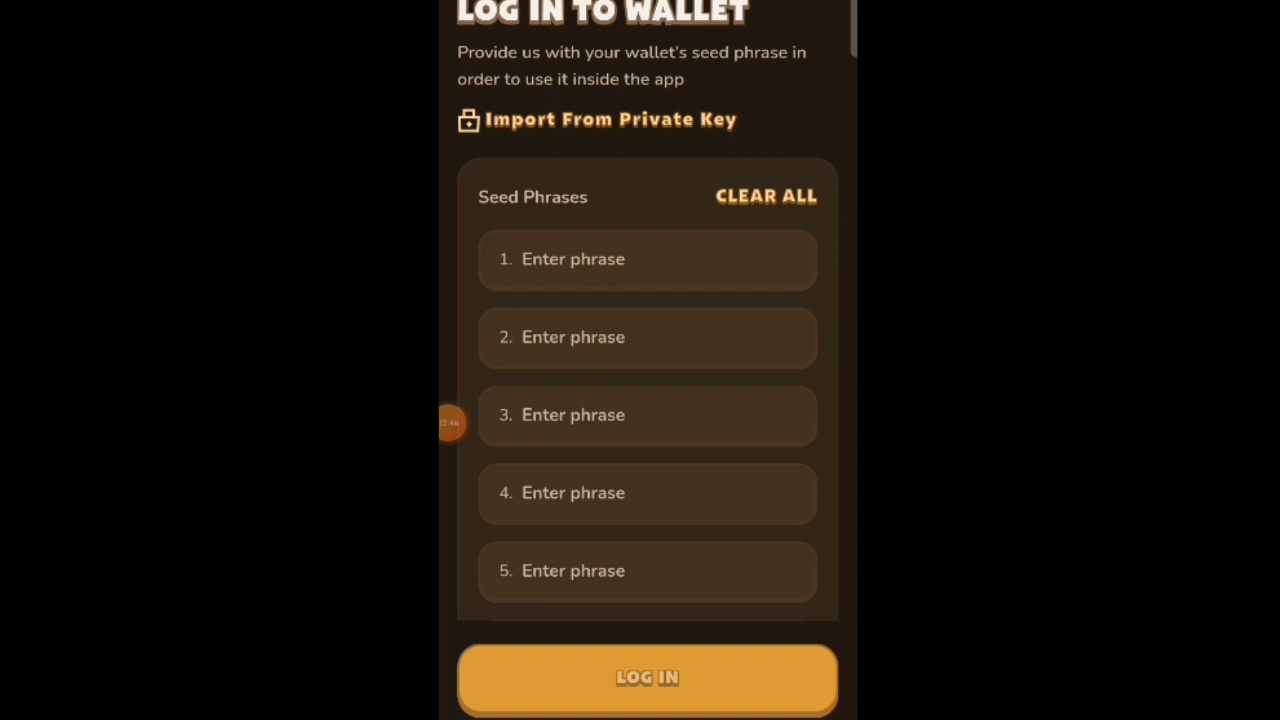 LOG IN TO WALLET
Provide us with your wallet's seed phrase in
order to use it inside the app
Import From Private Key
Seed Phrases
CLEAR ALL
1. Enter phrase
2. Enter phrase
3. Enter phrase
4. Enter phrase
5. Enter phrase
LOG IN